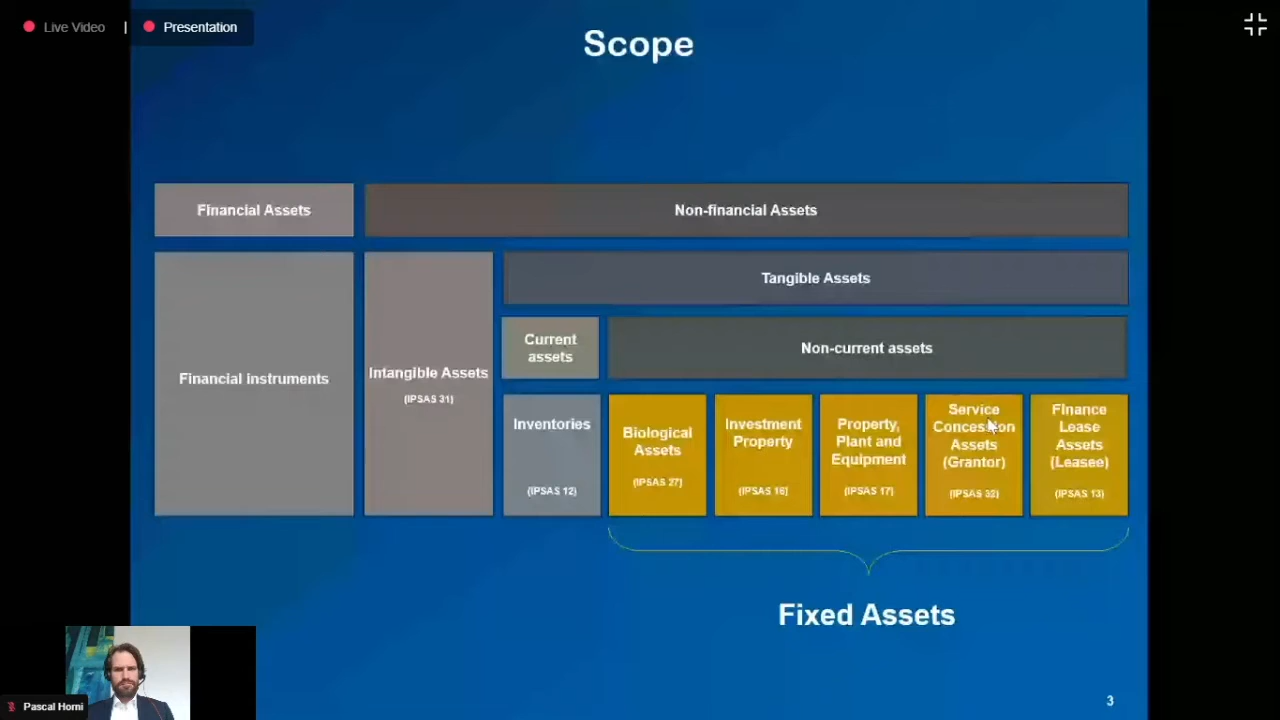 Live Video | Presentation
Scope
Financial Assets
Non-financial Assets
Financial instruments
Intangible Assets
(IPSAS 31)
Tangible Assets
Current
assets
Non-current assets
Inventories
(IPSAS 12)
Biological
Assets
(IPSAS 27)
Investment
Property
(IPSAS 16)
Property,
Plant and
Equipment
(IPSAS 17)
Service
Concession
Assets
(Grantor)
(IPSAS 32)
Finance
Lease
Assets
(Leasee)
(IPSAS 13)
Fixed Assets
Pascal Horni
3